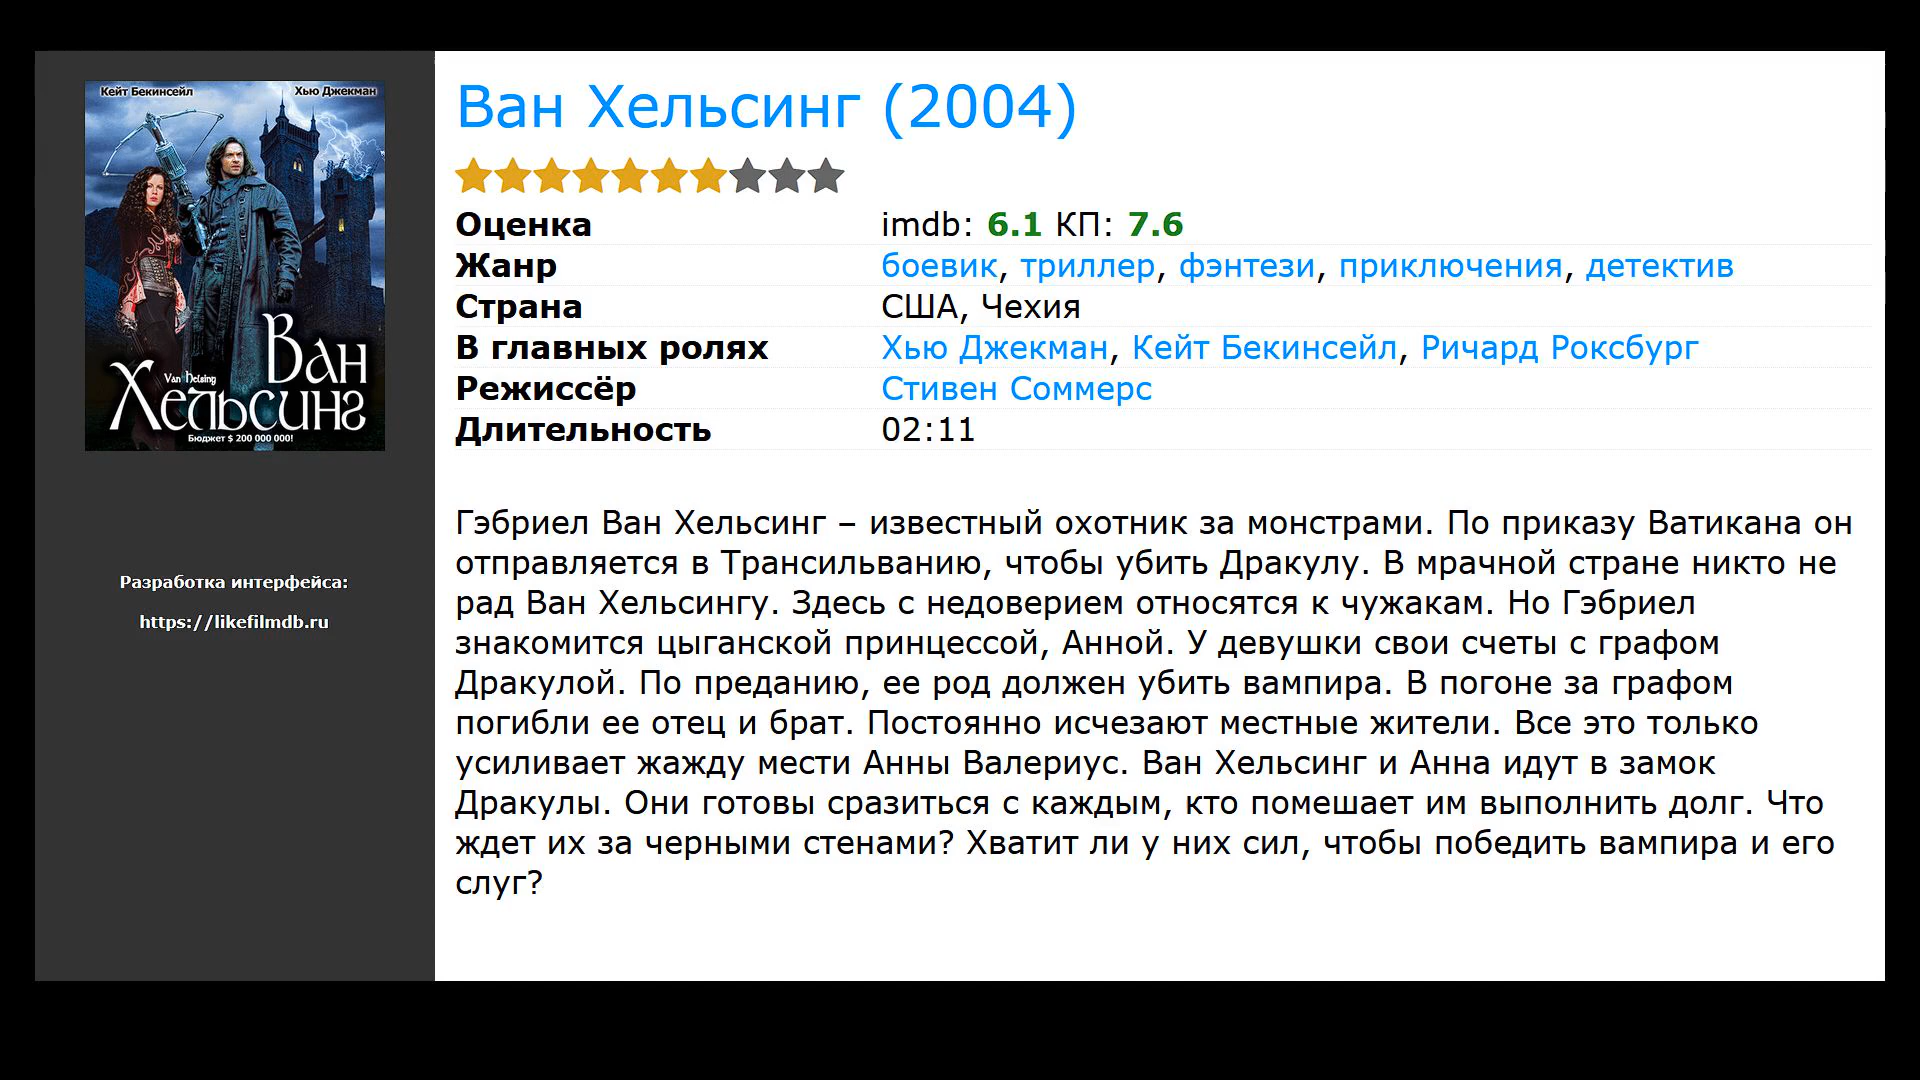 Кейт Бекинсейл Хью Джекман
Ван
Van Helsing
Хельсинг
Бюджет $ 200 000 000!
Разработка интерфейса:
https://likefilmdb.ru
Ван Хельсинг (2004)
Оценка imdb: 6.1 КП: 7.6
Жанр боевик, триллер, фэнтези, приключения, детектив
Страна США, Чехия
В главных ролях Хью Джекман, Кейт Бекинсейл, Ричард Роксбург
Режиссёр Стивен Соммерс
Длительность 02:11
Гэбриел Ван Хельсинг – известный охотник за монстрами. По приказу Ватикана он
отправляется в Трансильванию, чтобы убить Дракулу. В мрачной стране никто не
рад Ван Хельсингу. Здесь с недоверием относятся к чужакам. Но Гэбриел
знакомится цыганской принцессой, Анной. У девушки свои счеты с графом
Дракулой. По преданию, ее род должен убить вампира. В погоне за графом
погибли ее отец и брат. Постоянно исчезают местные жители. Все это только
усиливает жажду мести Анны Валериус. Ван Хельсинг и Анна идут в замок
Дракулы. Они готовы сразиться с каждым, кто помешает им выполнить долг. Что
ждет их за черными стенами? Хватит ли у них сил, чтобы победить вампира и его
слуг?